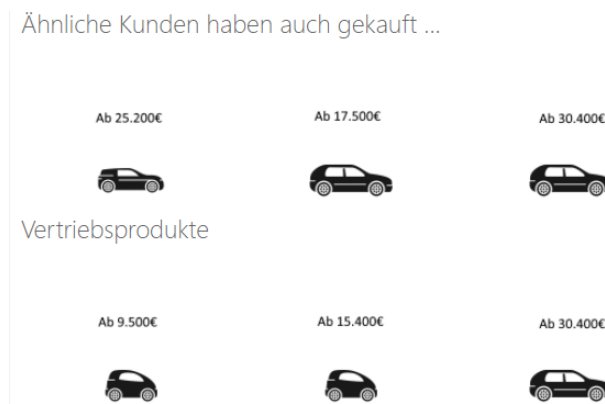 Ähnliche Kunden haben auch gekauft ...
Ab 25.200€
Ab 17.500€
Ab 30.400€
Vertriebsprodukte
Ab 9.500€
Ab 15.400€
Ab 30.400€